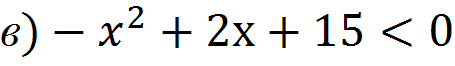 в) − x² + 2x + 15 < 0